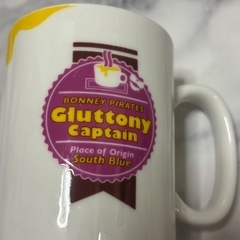 BONNEY PIRATES
Gluttony
Captain
Place of Origin
South Blue